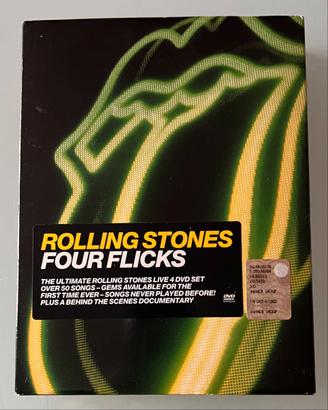 ROLLING STONES
FOUR FLICKS
THE ULTIMATE ROLLING STONES LIVE 4 DVD SET
OVER 50 SONGS – GEMS AVAILABLE FOR THE
FIRST TIME EVER – SONGS NEVER PLAYED BEFORE!
PLUS A BEHIND THE SCENES DOCUMENTARY
DVD